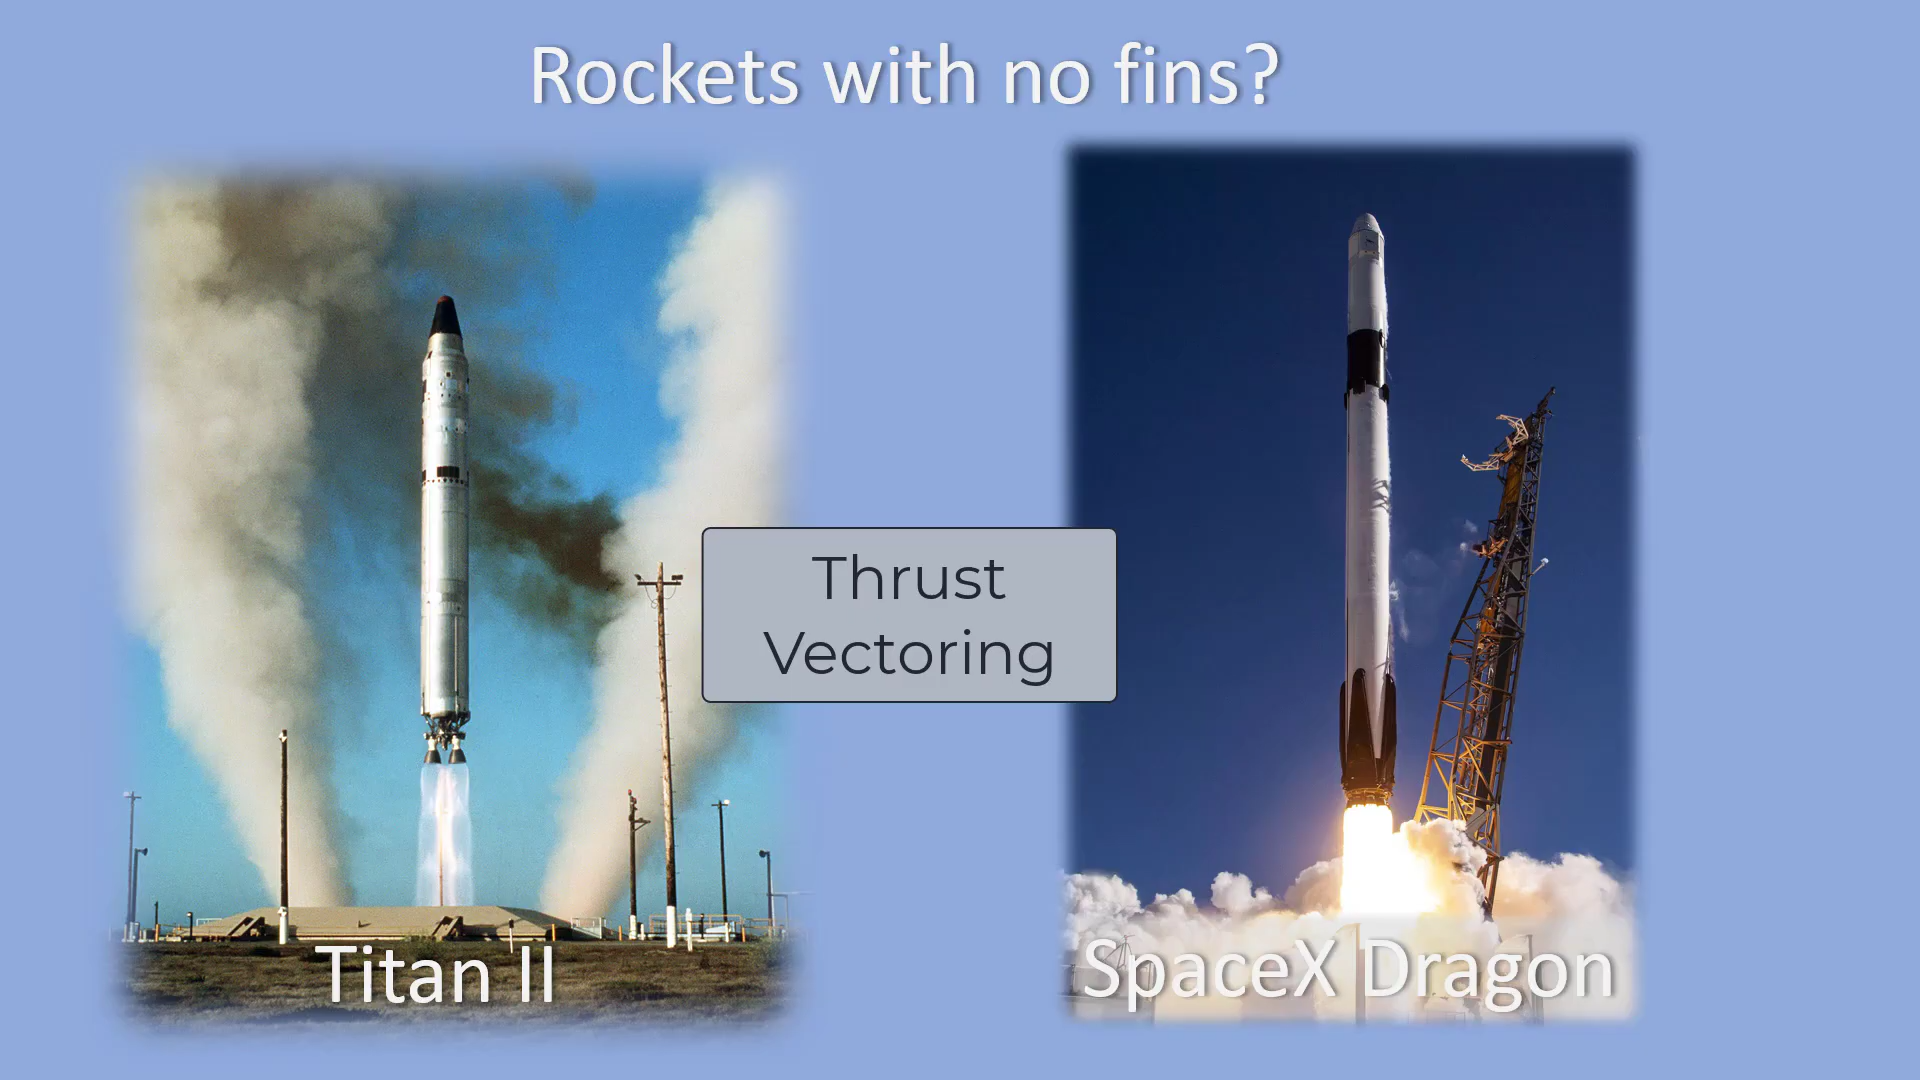 Rockets with no fins?
Thrust
Vectoring
Titan II
SpaceX Dragon